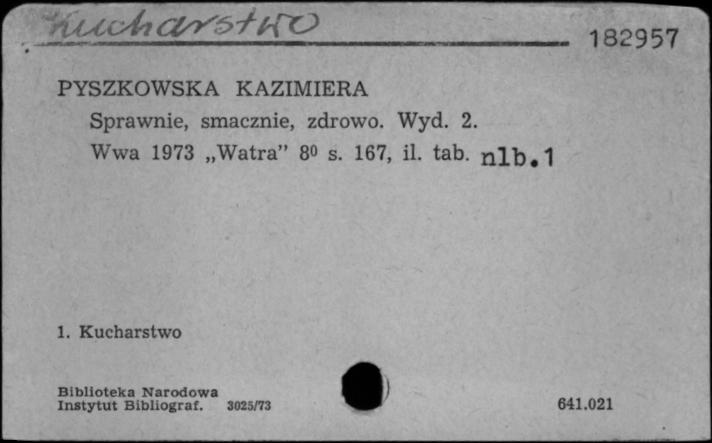 Kucharstwo
182957
PYSZKOWSKA KAZIMIERA
Sprawnie, smacznie, zdrowo. Wyd. 2.
Wwa 1973 „Watra” 8⁰ s. 167, il. tab. nlb.1
1. Kucharstwo
Biblioteka Narodowa
Instytut Bibliograf. 3025/73
641.021